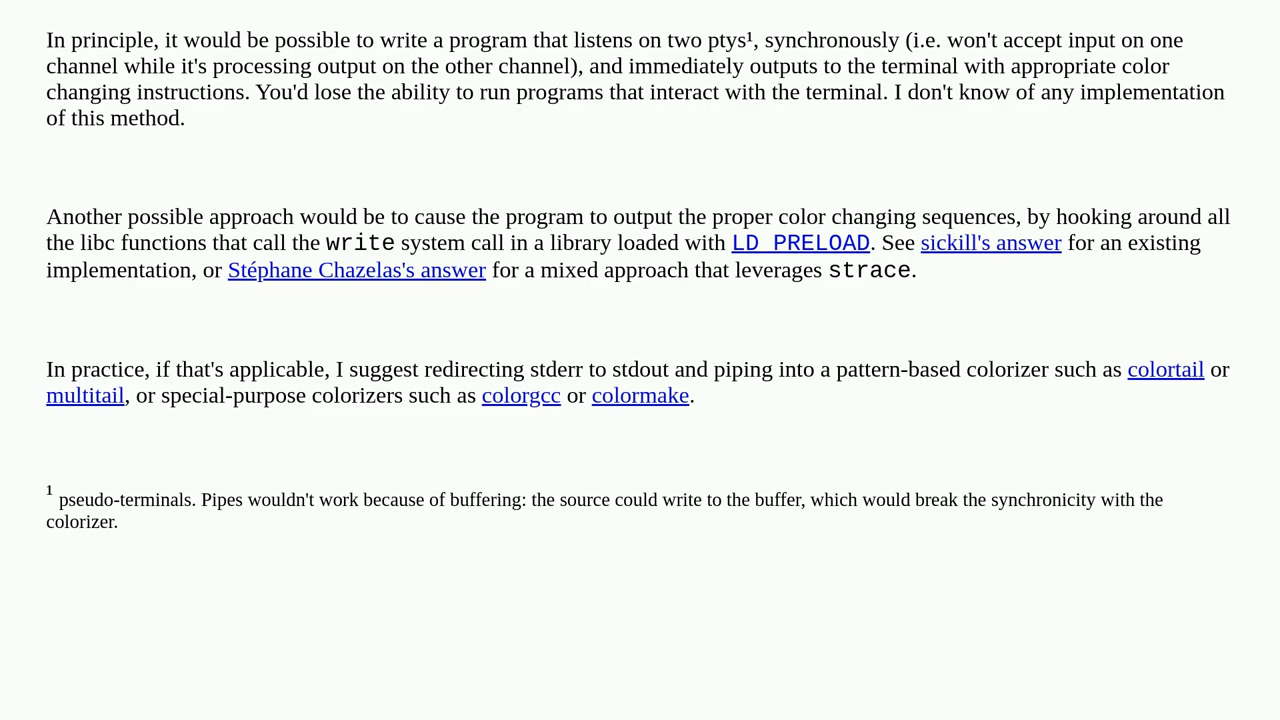 In principle, it would be possible to write a program that listens on two ptys¹, synchronously (i.e. won't accept input on one
channel while it's processing output on the other channel), and immediately outputs to the terminal with appropriate color
changing instructions. You'd lose the ability to run programs that interact with the terminal. I don't know of any implementation
of this method.
Another possible approach would be to cause the program to output the proper color changing sequences, by hooking around all
the libc functions that call the write system call in a library loaded with LD_PRELOAD. See sickill's answer for an existing
implementation, or Stéphane Chazelas's answer for a mixed approach that leverages strace.
In practice, if that's applicable, I suggest redirecting stderr to stdout and piping into a pattern-based colorizer such as colortail or
multitail, or special-purpose colorizers such as colorgcc or colormake.
¹ pseudo-terminals. Pipes wouldn't work because of buffering: the source could write to the buffer, which would break the synchronicity with the
colorizer.